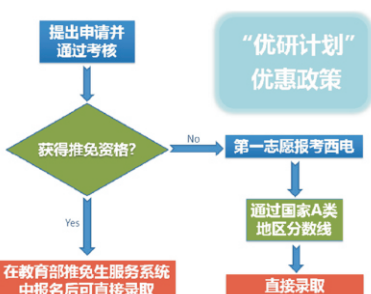 提出申请并
通过考核
“优研计划”
优惠政策
获得推免资格?
No
第一志愿报考西电
Yes
通过国家A类
地区分数线
在教育部推免生服务系统
中报名后可直接录取
直接录取